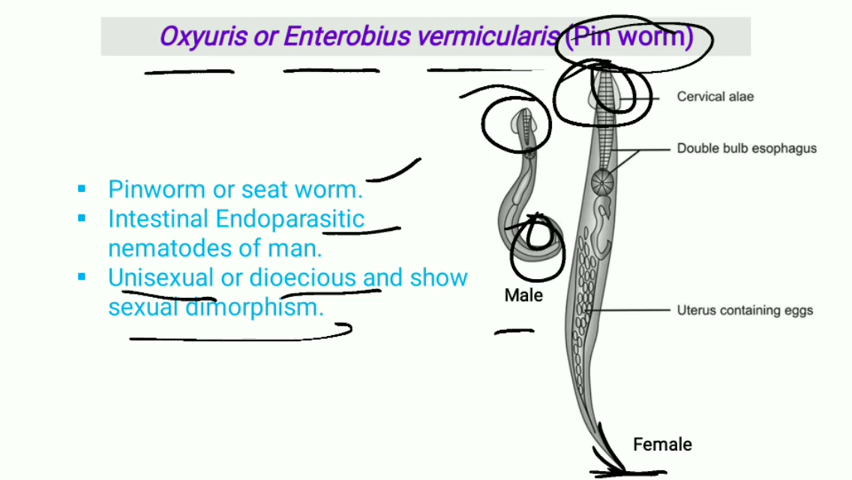 Oxyuris or Enterobius vermicularis (Pin worm)
Cervical alae
Double bulb esophagus
▪ Pinworm or seat worm.
▪ Intestinal Endoparasitic
nematodes of man.
▪ Unisexual or dioecious and show
sexual dimorphism.
Male
Uterus containing eggs
Female